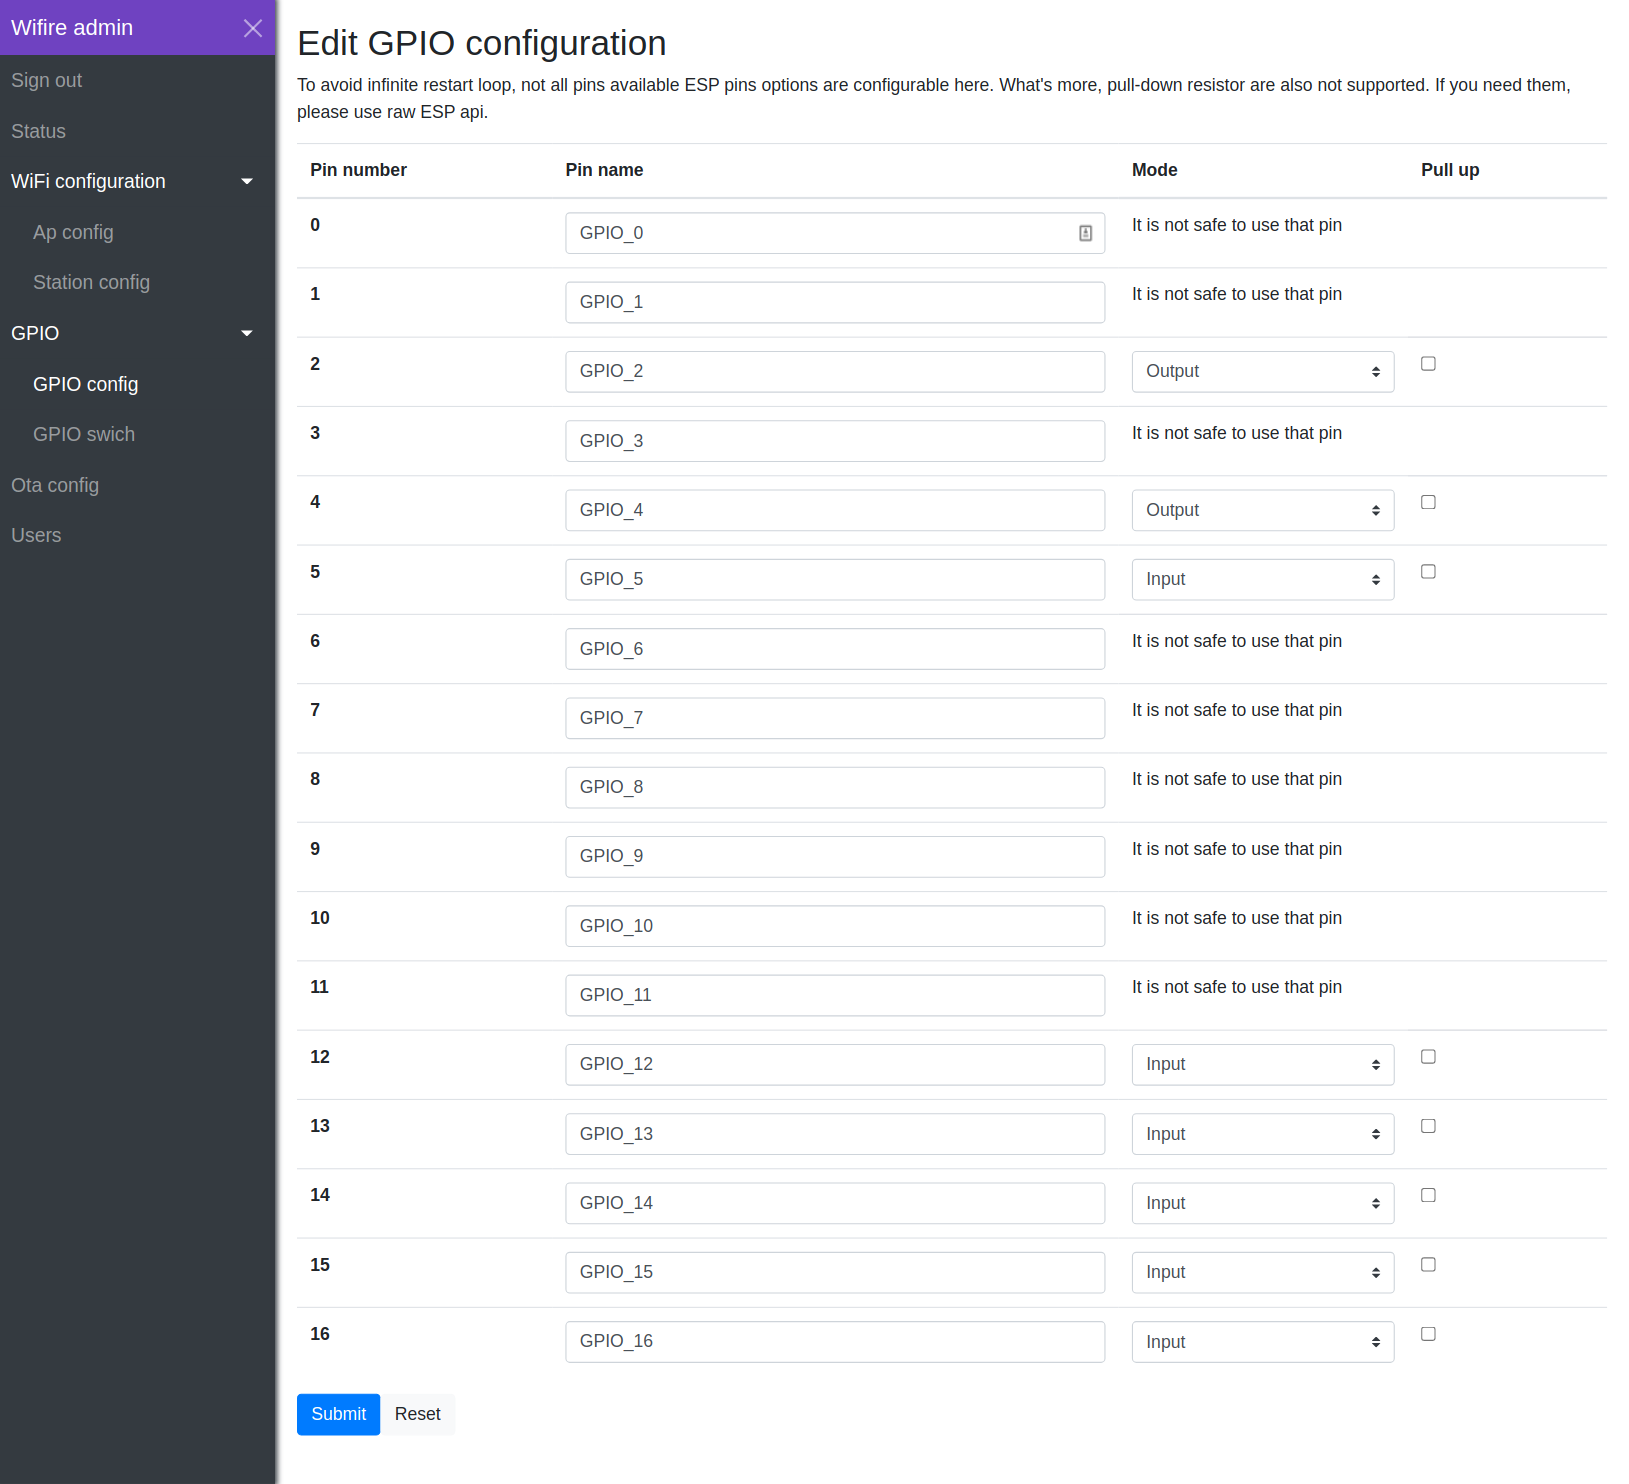 Wifire admin
Sign out
Status
WiFi configuration
Ap config
Station config
GPIO
GPIO config
GPIO swich
Ota config
Users
Edit GPIO configuration
To avoid infinite restart loop, not all pins available ESP pins options are configurable here. What's more, pull-down resistor are also not supported. If you need them,
please use raw ESP api.
Pin number Pin name Mode Pull up
0 GPIO_0 It is not safe to use that pin
1 GPIO_1 It is not safe to use that pin
2 GPIO_2 Output
3 GPIO_3 It is not safe to use that pin
4 GPIO_4 Output
5 GPIO_5 Input
6 GPIO_6 It is not safe to use that pin
7 GPIO_7 It is not safe to use that pin
8 GPIO_8 It is not safe to use that pin
9 GPIO_9 It is not safe to use that pin
10 GPIO_10 It is not safe to use that pin
11 GPIO_11 It is not safe to use that pin
12 GPIO_12 Input
13 GPIO_13 Input
14 GPIO_14 Input
15 GPIO_15 Input
16 GPIO_16 Input
Submit Reset